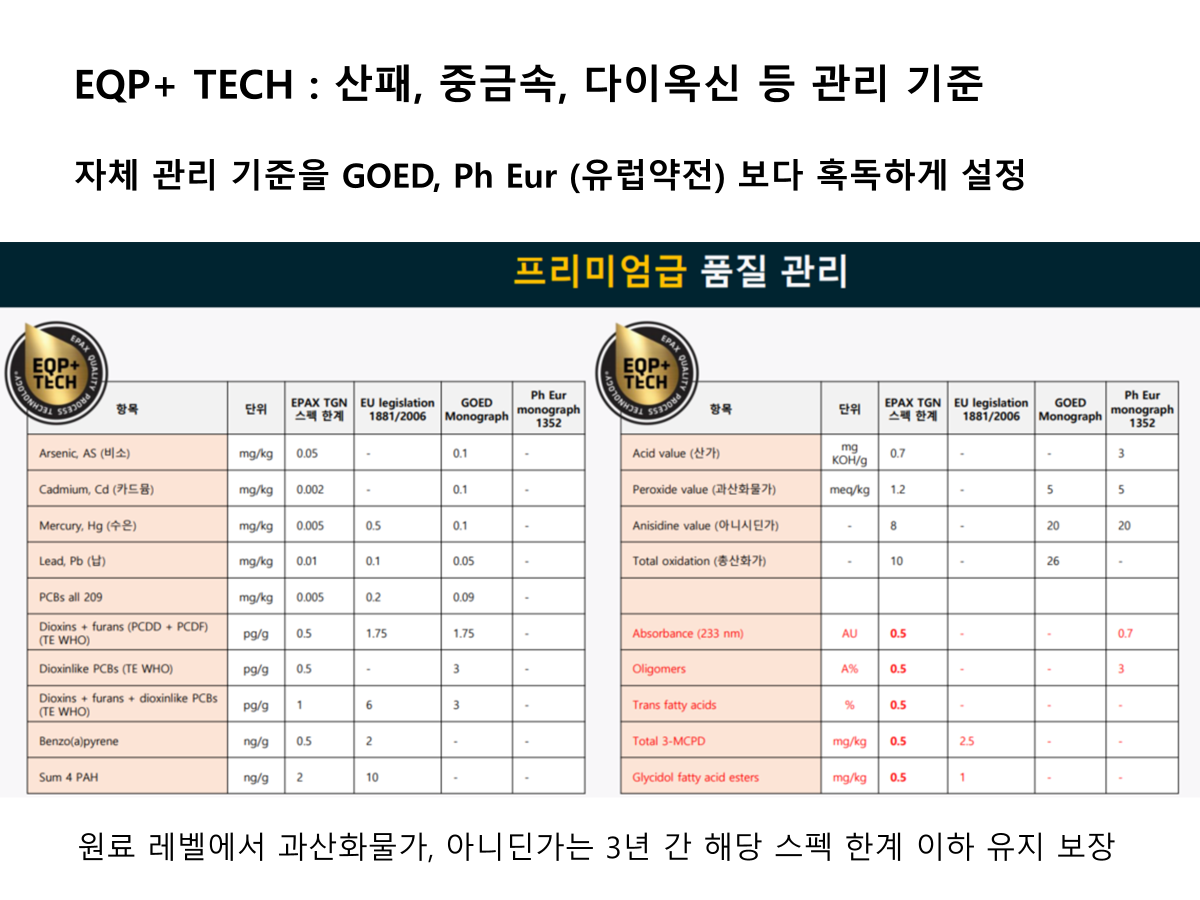 EQP+ TECH : 산패, 중금속, 다이옥신 등 관리 기준
자체 관리 기준을 GOED, Ph Eur (유럽약전) 보다 혹독하게 설정
프리미엄급 품질 관리
EPAX QUALITY PROCESS STEP TECHNOLOGY®
EQP+
TECH
항목 단위 EPAX TGN 스펙 한계 EU legislation 1881/2006 GOED Monograph Ph Eur monograph 1352
Arsenic, AS (비소) mg/kg 0.05 - 0.1 -
Cadmium, Cd (카드뮴) mg/kg 0.002 - 0.1 -
Mercury, Hg (수은) mg/kg 0.005 0.5 0.1 -
Lead, Pb (납) mg/kg 0.01 0.1 0.05 -
PCBs all 209 mg/kg 0.005 0.2 0.09 -
Dioxins + furans (PCDD + PCDF) (TE WHO) pg/g 0.5 1.75 1.75 -
Dioxinlike PCBs (TE WHO) pg/g 0.5 - 3 -
Dioxins + furans + dioxinlike PCBs (TE WHO) pg/g 1 6 3 -
Benzo(a)pyrene ng/g 0.5 2 - -
Sum 4 PAH ng/g 2 10 - -
EPAX QUALITY PROCESS STEP TECHNOLOGY®
EQP+
TECH
항목 단위 EPAX TGN 스펙 한계 EU legislation 1881/2006 GOED Monograph Ph Eur monograph 1352
Acid value (산가) mg KOH/g 0.7 - - 3
Peroxide value (과산화물가) meq/kg 1.2 - 5 5
Anisidine value (아니시딘가) - 8 - 20 20
Total oxidation (총산화가) - 10 - 26 -
Absorbance (233 nm) AU 0.5 - - 0.7
Oligomers A% 0.5 - - 3
Trans fatty acids % 0.5 - - -
Total 3-MCPD mg/kg 0.5 2.5 - -
Glycidol fatty acid esters mg/kg 0.5 1 - -
원료 레벨에서 과산화물가, 아니딘가는 3년 간 해당 스펙 한계 이하 유지 보장